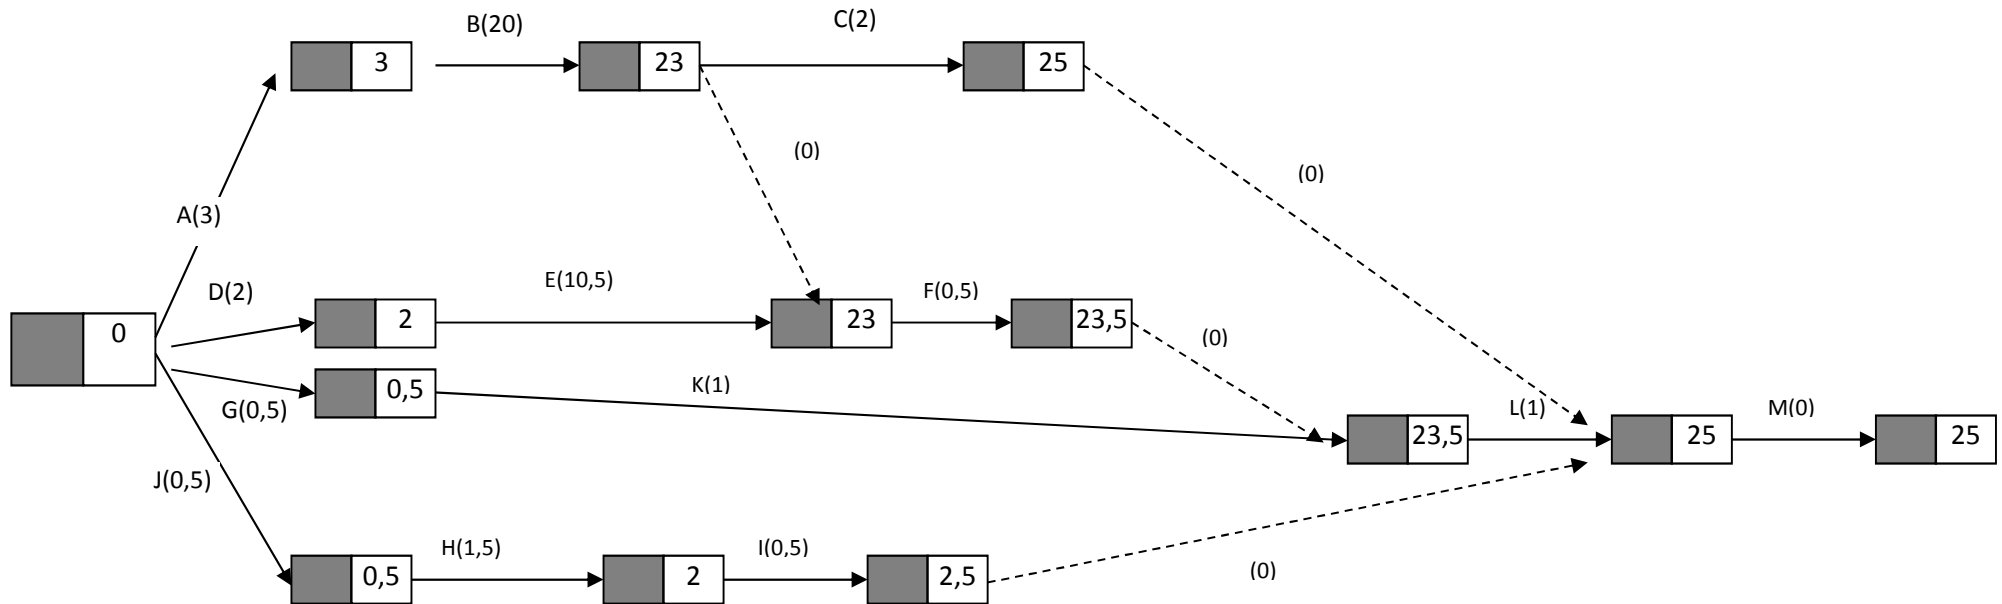 B(20)
C(2)
3
23
25
(0)
(0)
A(3)
D(2)
E(10,5)
F(0,5)
0
2
23
23,5
(0)
G(0,5)
0,5
K(1)
L(1)
M(0)
23,5
25
25
J(0,5)
H(1,5)
I(0,5)
0,5
2
2,5
(0)